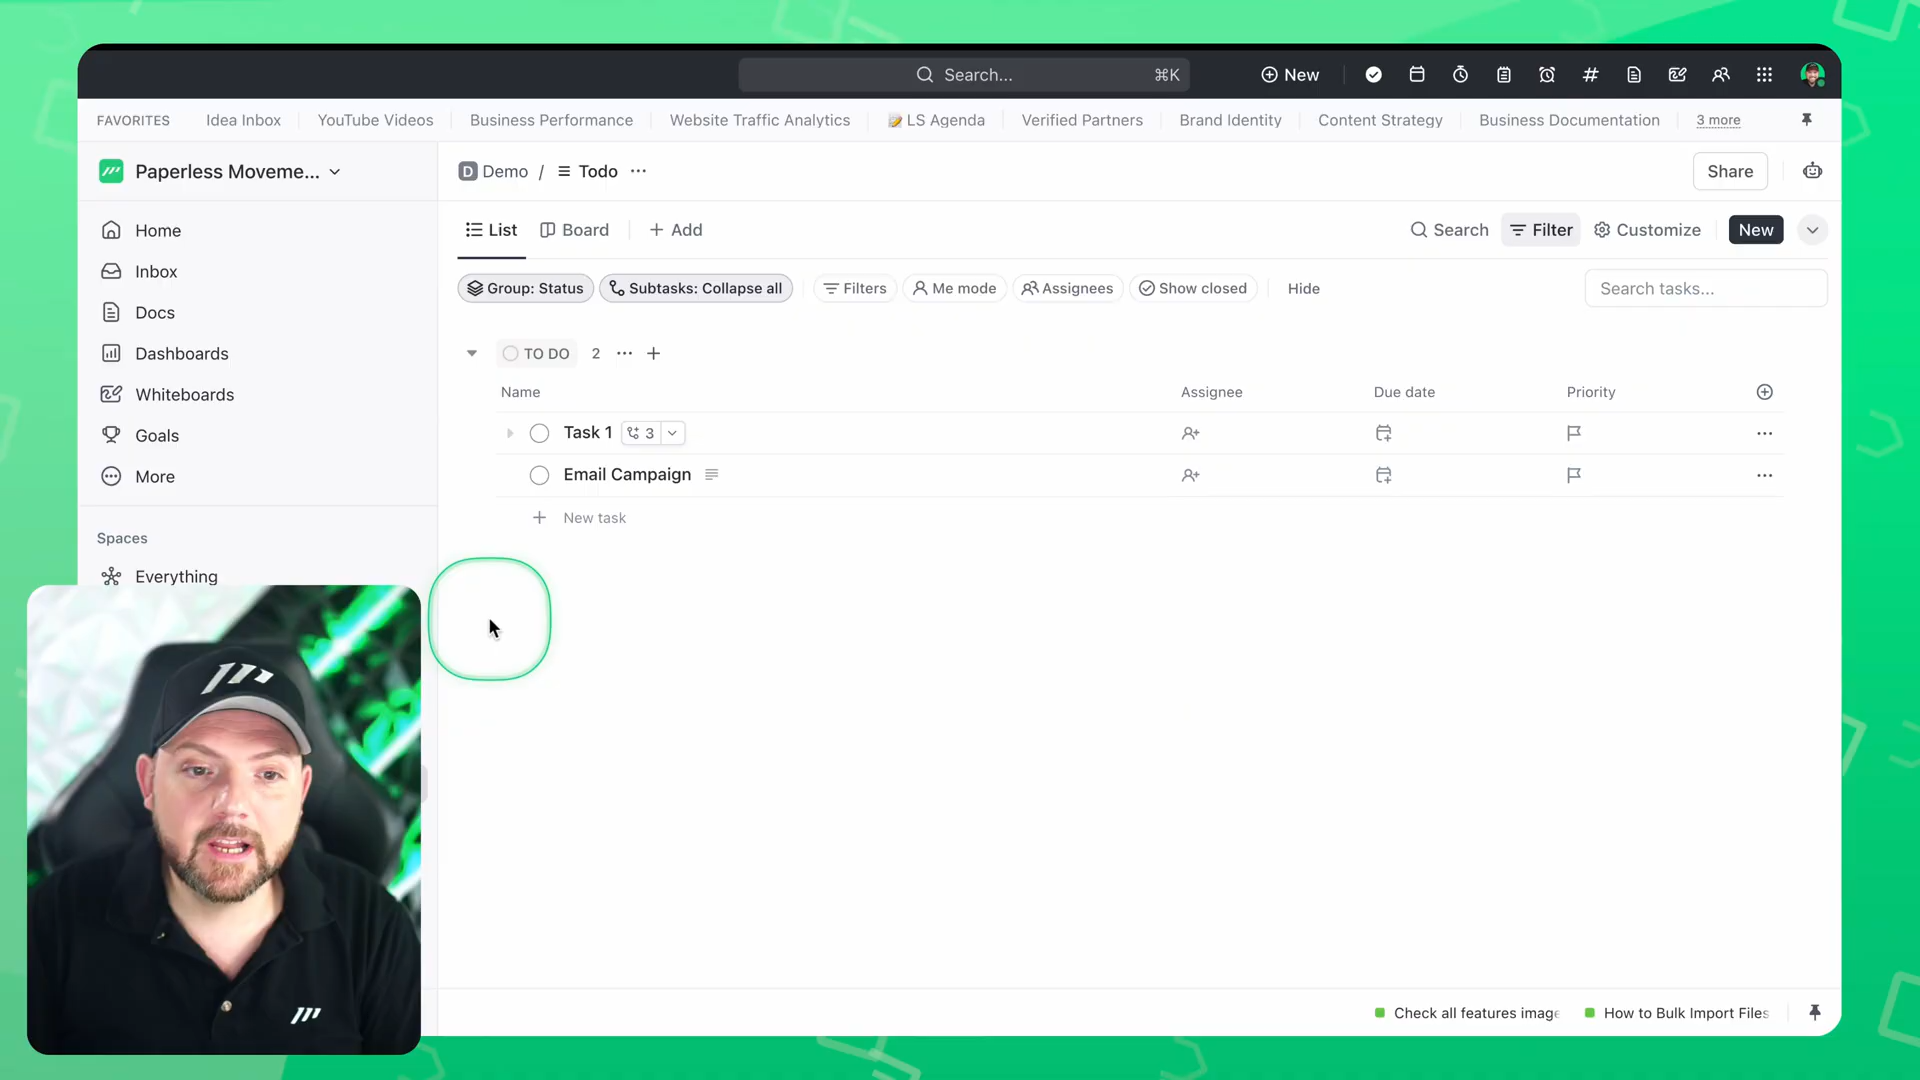 Search... ⌘K
New
FAVORITES Idea Inbox YouTube Videos Business Performance Website Traffic Analytics LS Agenda Verified Partners Brand Identity Content Strategy Business Documentation 3 more
Paperless Moveme...
D Demo / Todo ...
Share
Home
Inbox
Docs
Dashboards
Whiteboards
Goals
More
Spaces
Everything
List Board + Add
Search Filter Customize New
Group: Status Subtasks: Collapse all Filters Me mode Assignees Show closed Hide
Search tasks...
TO DO 2 ... +
Name Assignee Due date Priority
Task 1 3
Email Campaign
+ New task
Check all features image
How to Bulk Import Files